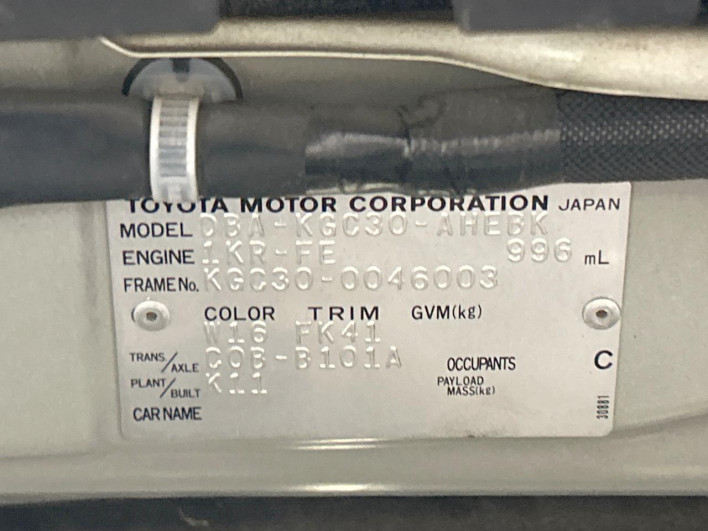 TOYOTA MOTOR CORPORATION JAPAN
MODEL DBA-KGC30-AHEBK
ENGINE 1KR-FE 996 mL
FRAME No. KGC30-0046003
COLOR TRIM GVM(kg)
W16 FK41
TRANS./AXLE C0B-B101A OCCUPANTS C
PLANT/BUILT K11 PAYLOAD MASS(kg)
CAR NAME
30881